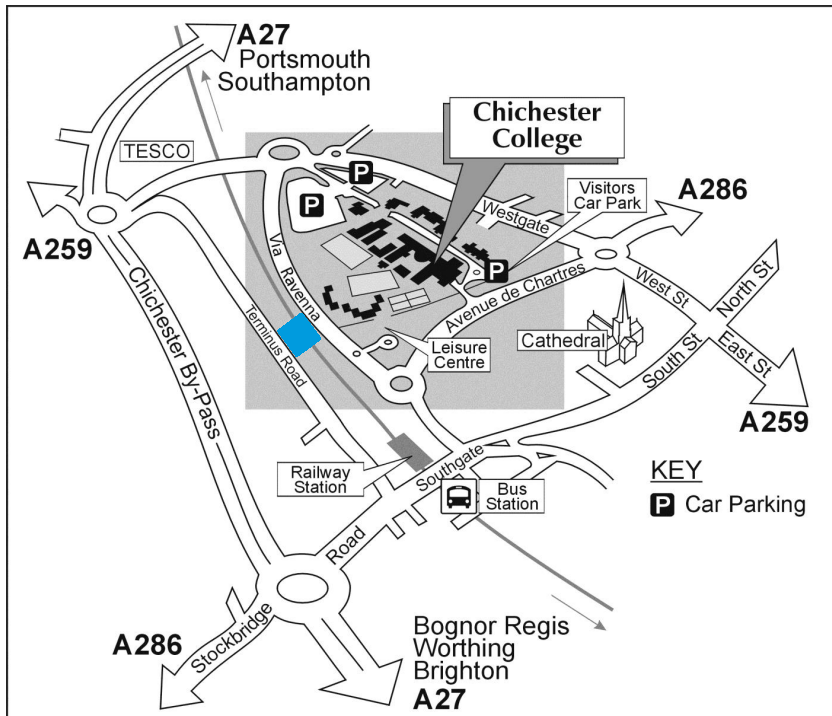 A27
Portsmouth
Southampton
Chichester
College
TESCO
P
P
Visitors
Car Park
A286
Westgate
A259
Via Ravenna
P
Avenue de Chartres
West St
North St
Chichester By-Pass
Terminus Road
Leisure
Centre
Cathedral
South St
East St
A259
Railway
Station
Southgate
Bus
Station
KEY
P Car Parking
Road
Stockbridge
A286
Bognor Regis
Worthing
Brighton
A27